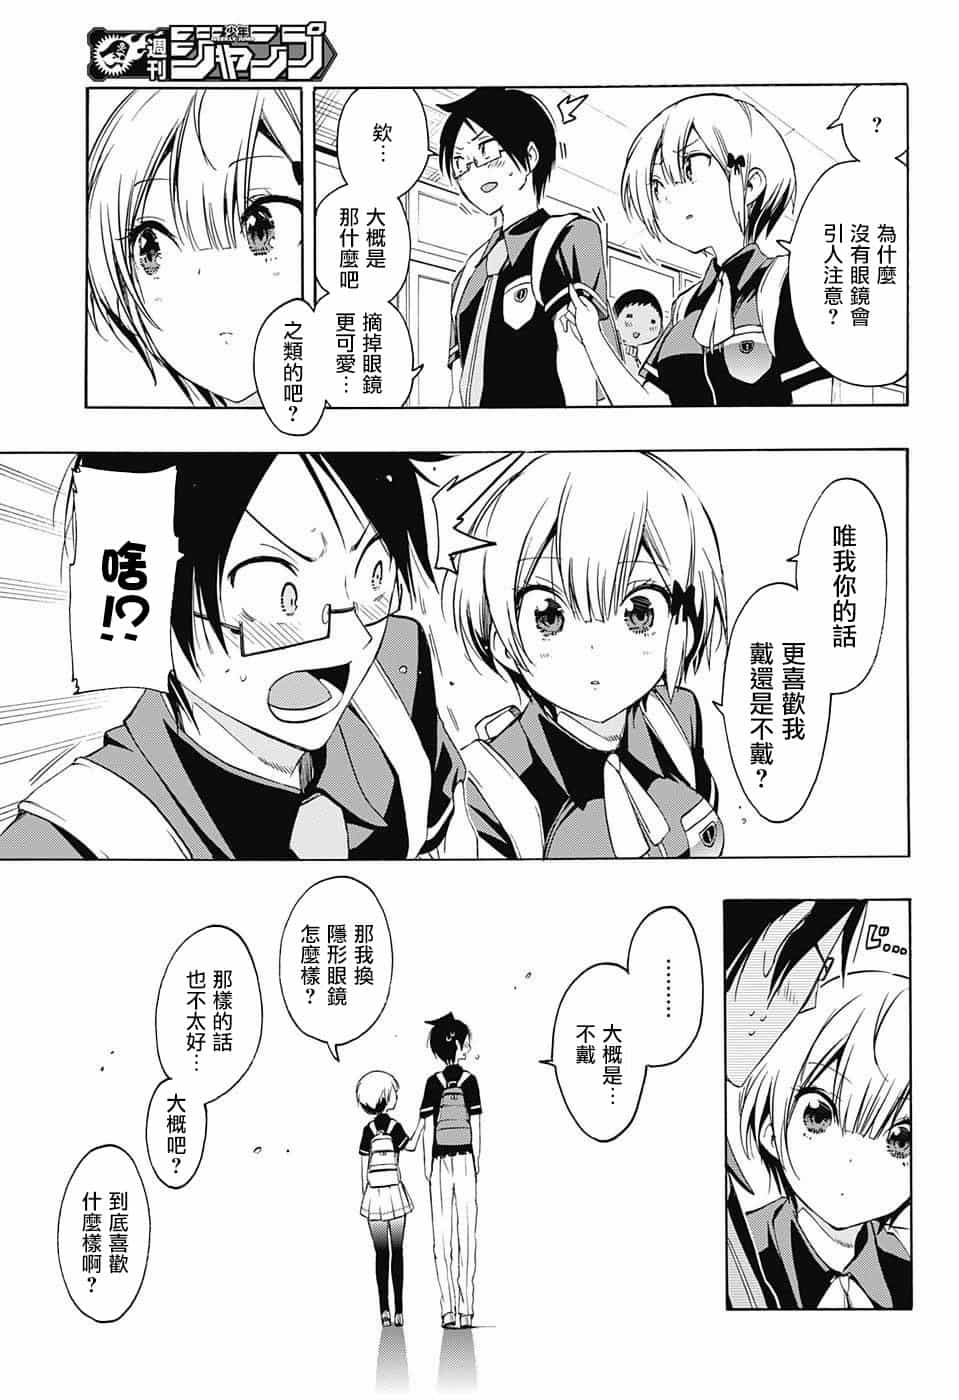 少年
週刊
ジャンプ
?
為什麼
沒有眼鏡會
引人注意?
欸…
大概是
那什麼吧
摘掉眼鏡
更可愛…
之類的吧?
唯我你的話
更喜歡我
戴還是不戴?
啥!?
ピ…
………
大概是…
不戴
那我換
隱形眼鏡
怎麼樣?
那樣的話
也不太好…
大概吧?
到底喜歡
什麼樣啊?